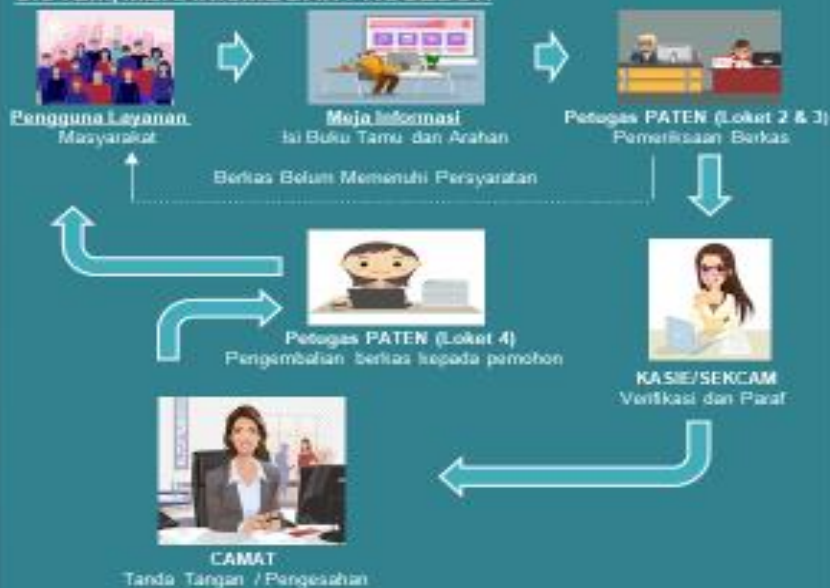 Pengguna Layanan
Masyarakat
Meja Informasi
Isi Buku Tamu dan Arahan
Petugas PATEN (Loket 2 & 3)
Pemeriksaan Berkas
Berkas Belum Memenuhi Persyaratan
Petugas PATEN (Loket 4)
Pengembalian berkas kepada pemohon
KASIE/SEKCAM
Verifikasi dan Paraf
CAMAT
Tanda Tangan / Pengesahan